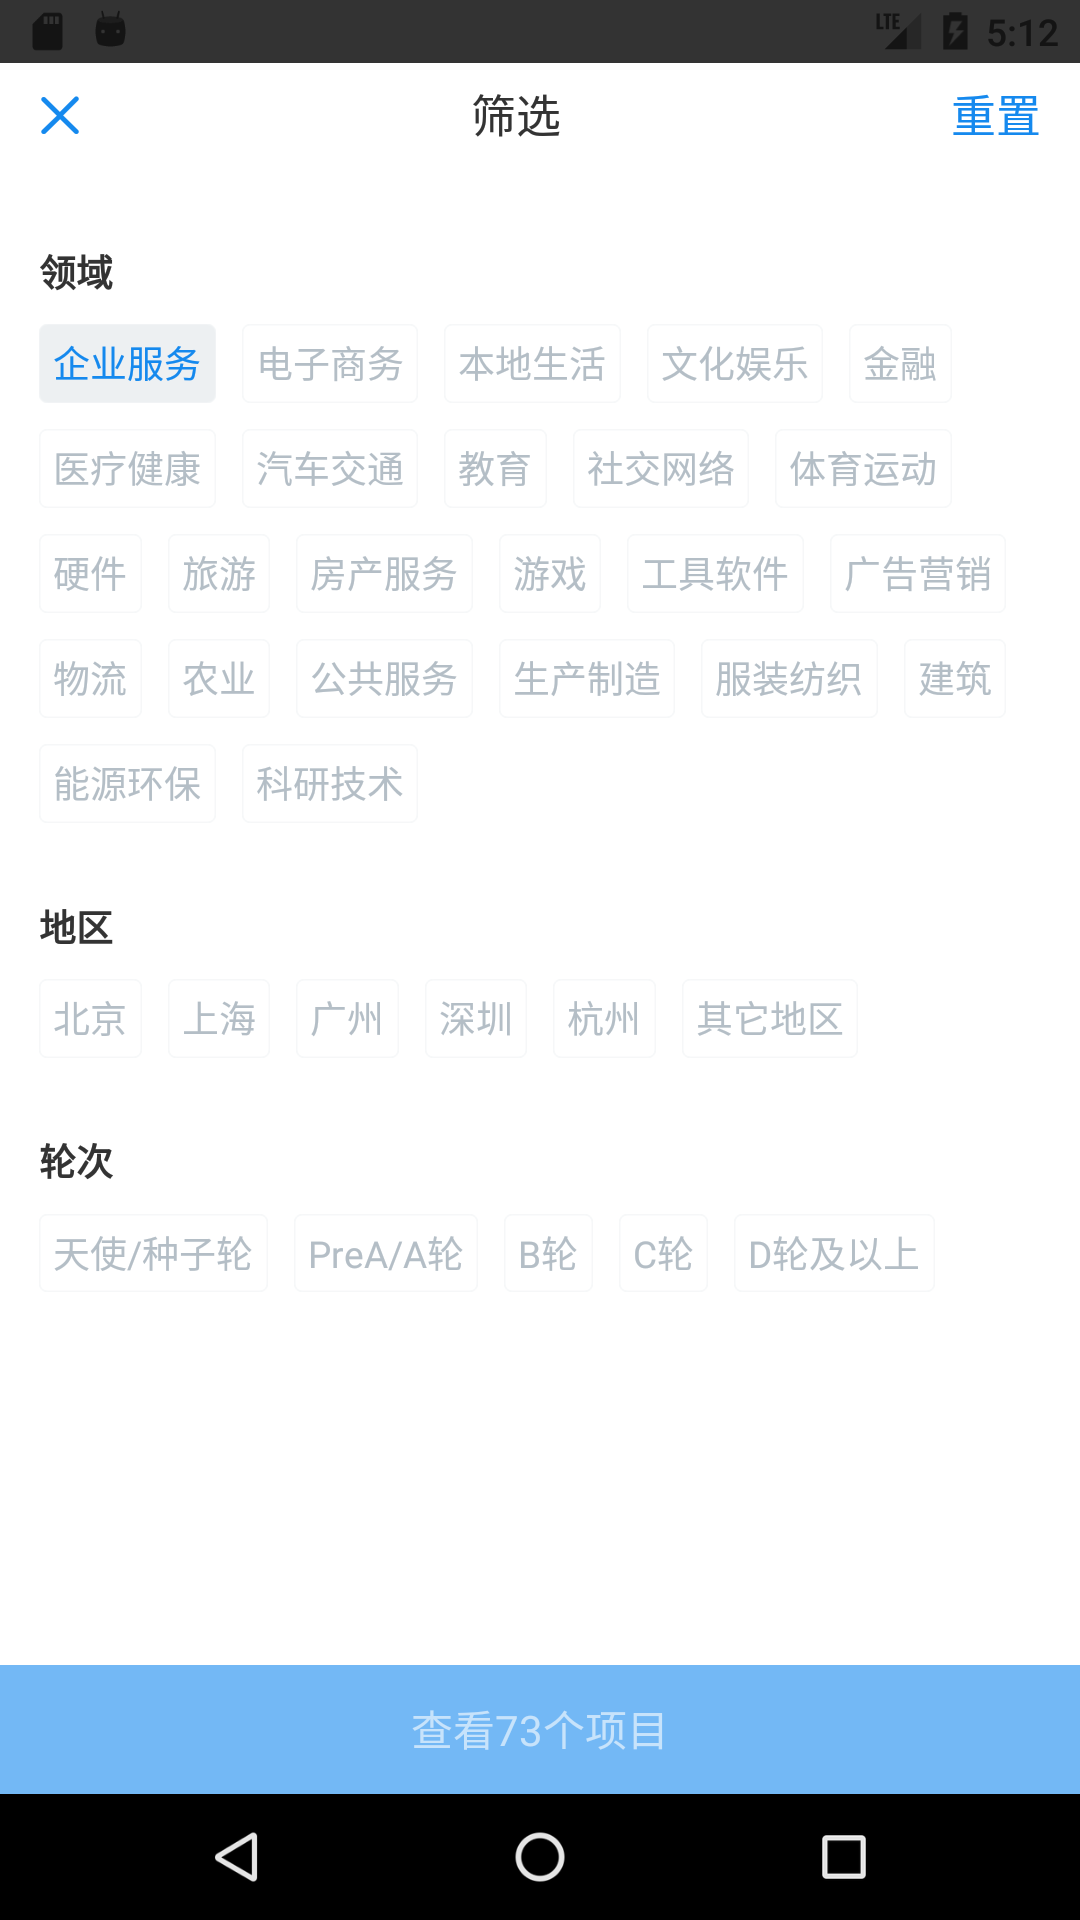 LTE 5:12
筛选 重置
领域
企业服务 电子商务 本地生活 文化娱乐 金融
医疗健康 汽车交通 教育 社交网络 体育运动
硬件 旅游 房产服务 游戏 工具软件 广告营销
物流 农业 公共服务 生产制造 服装纺织 建筑
能源环保 科研技术
地区
北京 上海 广州 深圳 杭州 其它地区
轮次
天使/种子轮 PreA/A轮 B轮 C轮 D轮及以上
查看73个项目